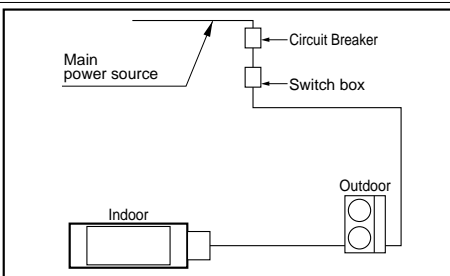 Circuit Breaker
Main
power source
Switch box
Outdoor
Indoor